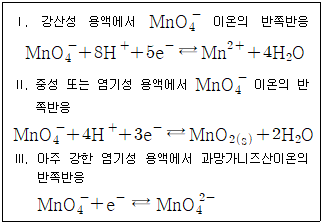 Ⅰ. 강산성 용액에서 MnO₄⁻ 이온의 반쪽반응
MnO₄⁻+8H⁺+5e⁻⇄Mn²⁺+4H₂O
Ⅱ. 중성 또는 염기성 용액에서 MnO₄⁻ 이온의 반
쪽반응
MnO₄⁻+4H⁺+3e⁻⇄MnO₂₍ₛ₎+2H₂O
Ⅲ. 아주 강한 염기성 용액에서 과망가니즈산이온의
반쪽반응
MnO₄⁻+e⁻⇄MnO₄²⁻